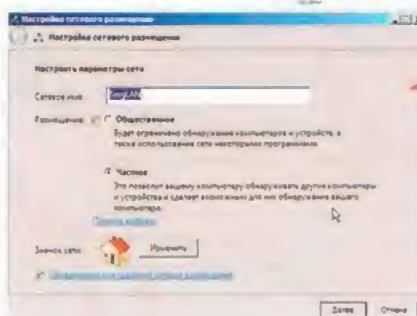 Настройка сетевого размещения
Настройка сетевого размещения
Настроить параметры сети
Сетевое имя:
Размещение:
Общественное
Будет ограничено обнаружение компьютеров и устройств, а
также использование сети некоторыми программами.
Частное
Это позволит вашему компьютеру обнаруживать другие компьютеры
и устройства и сделает возможным для них обнаружение вашего
компьютера.
Значок сети:
Изменить
Далее
Отмена